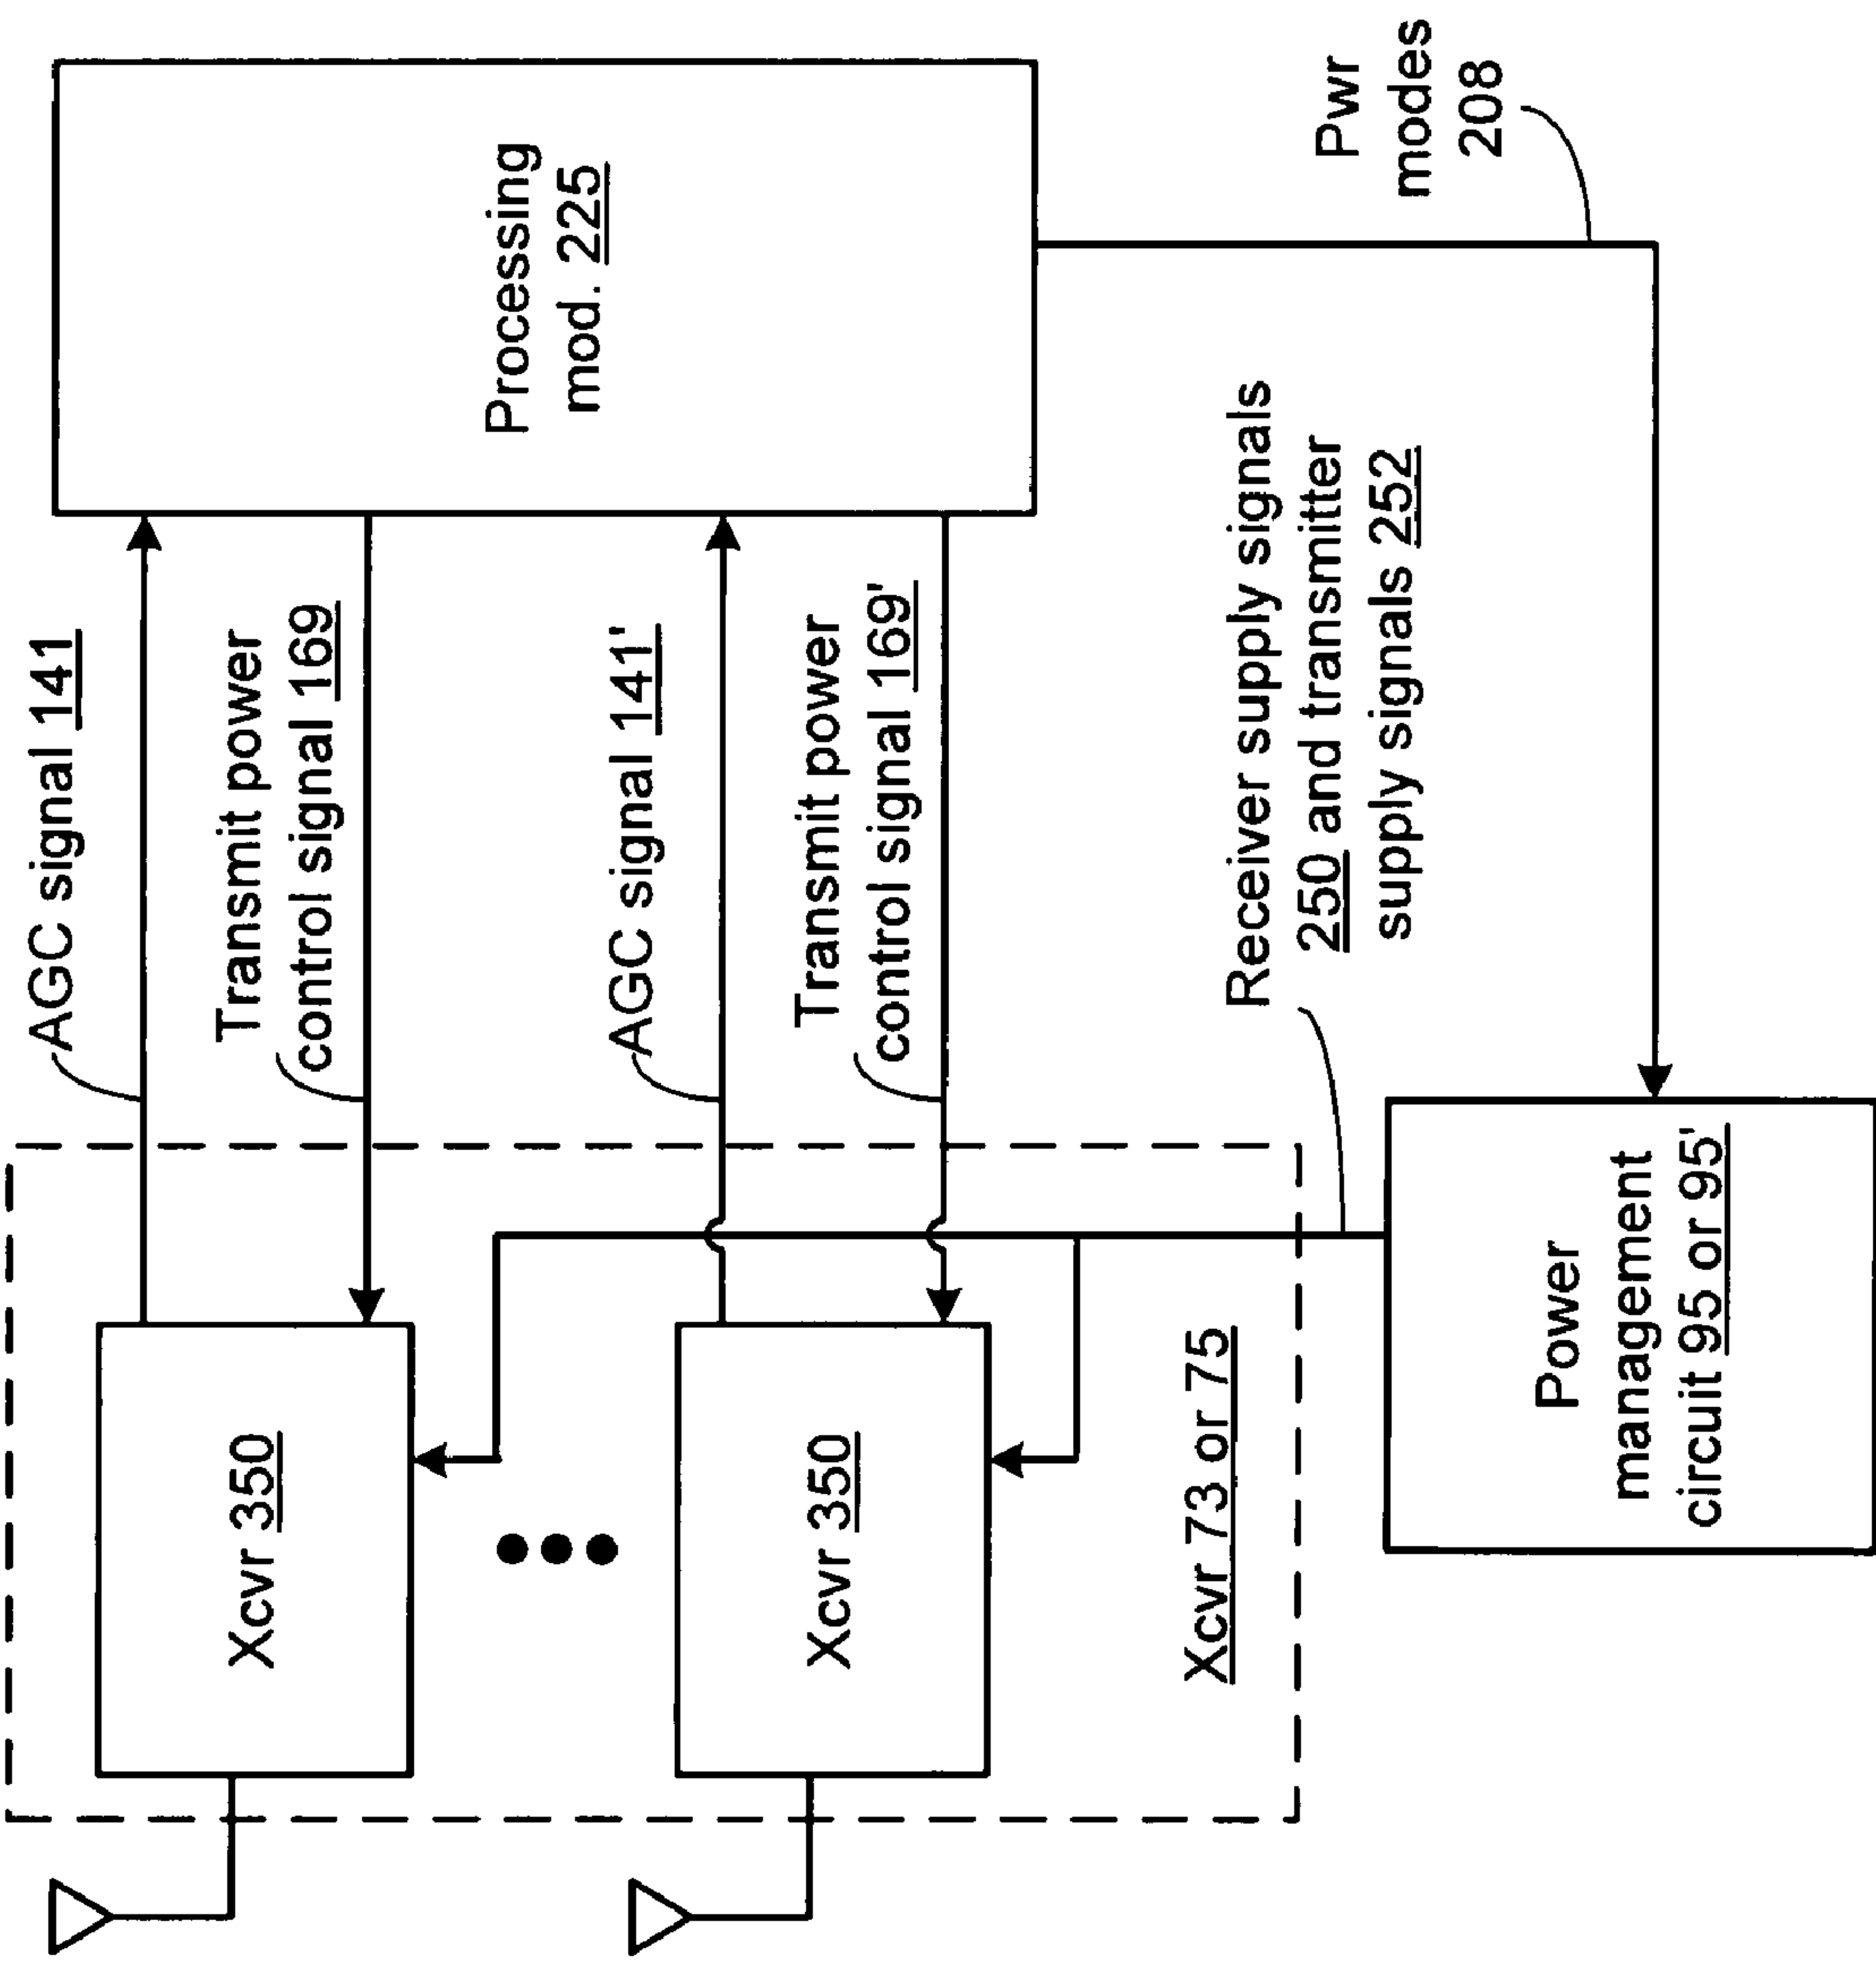 AGC signal 141
Transmit power
control signal 169
AGC signal 141'
Transmit power
control signal 169'
Processing
mod. 225
Xcvr 350
Xcvr 350
Xcvr 73 or 75
Receiver supply signals
250 and transmitter
supply signals 252
Pwr
modes
208
Power
management
circuit 95 or 95'